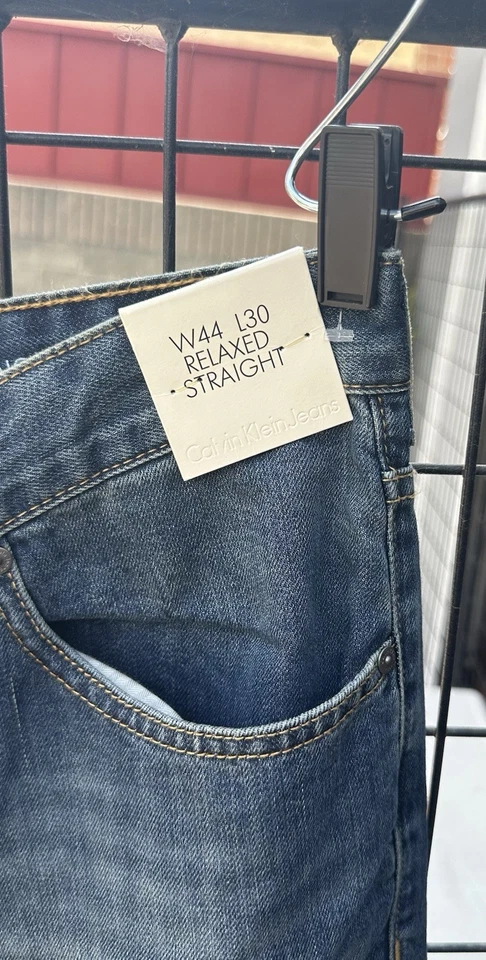 W44 L30
RELAXED
STRAIGHT
Calvin Klein Jeans